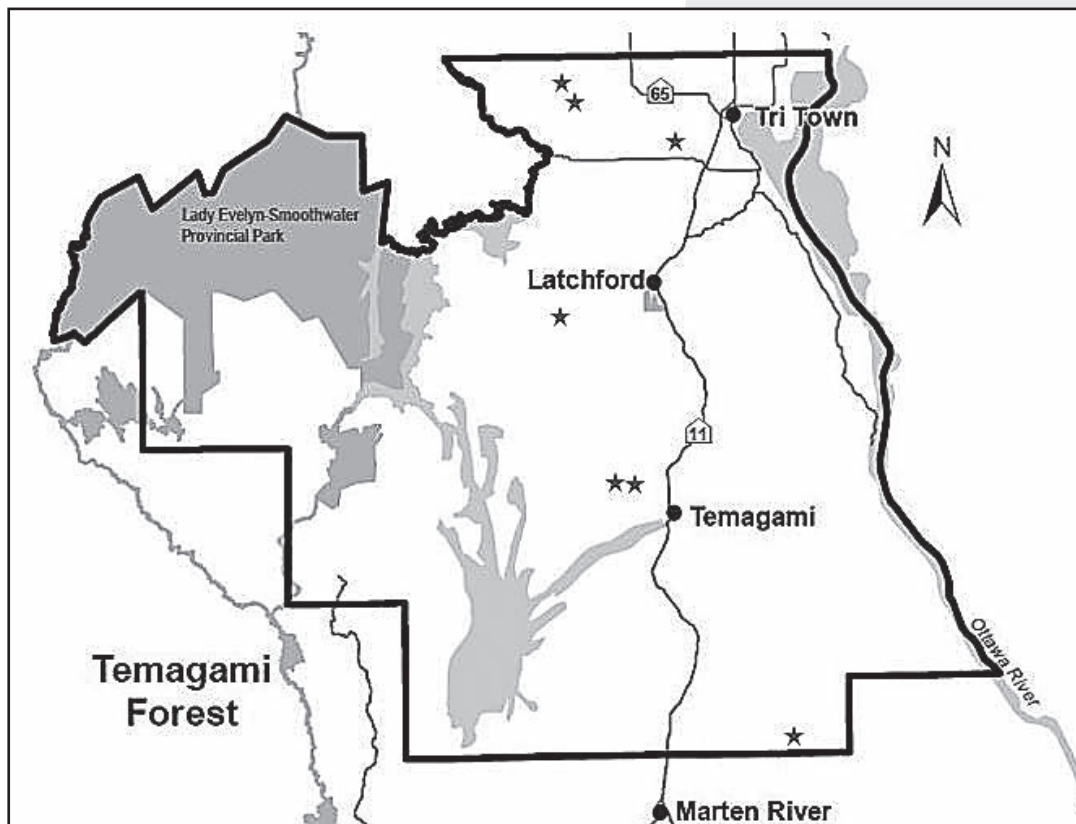 65
Tri Town
N
Lady Evelyn-Smoothwater
Provincial Park
Latchford
11
Temagami
Ottawa River
Temagami
Forest
Marten River